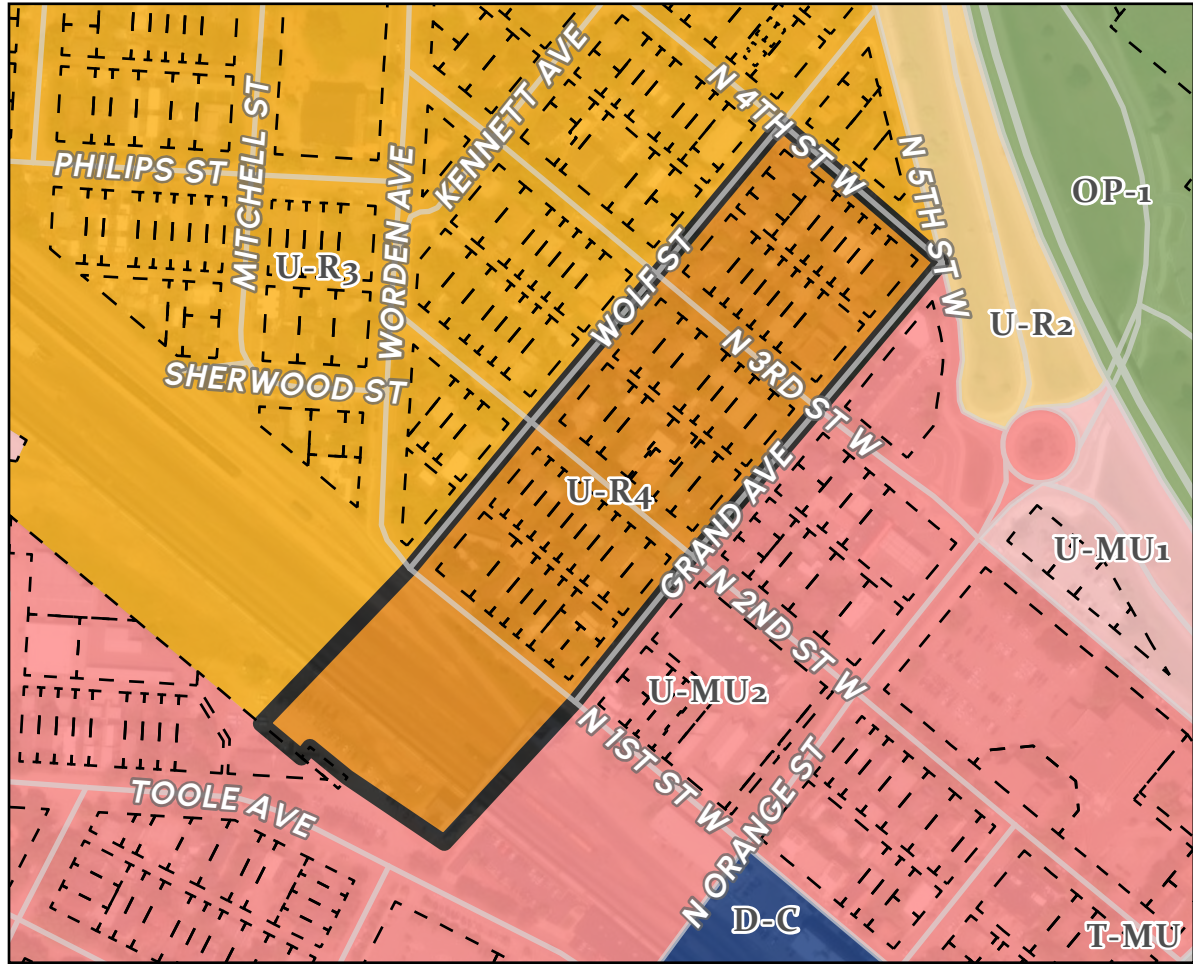 N 4TH ST W
KENNETT AVE
MITCHELL ST
PHILIPS ST
WORDEN AVE
N 5TH ST W
OP-1
U-R3
WOLF ST
U-R2
N 3RD ST W
SHERWOOD ST
U-R4
GRAND AVE
U-MU1
N 2ND ST W
U-MU2
N 1ST ST W
TOOLE AVE
N ORANGE ST
D-C
T-MU